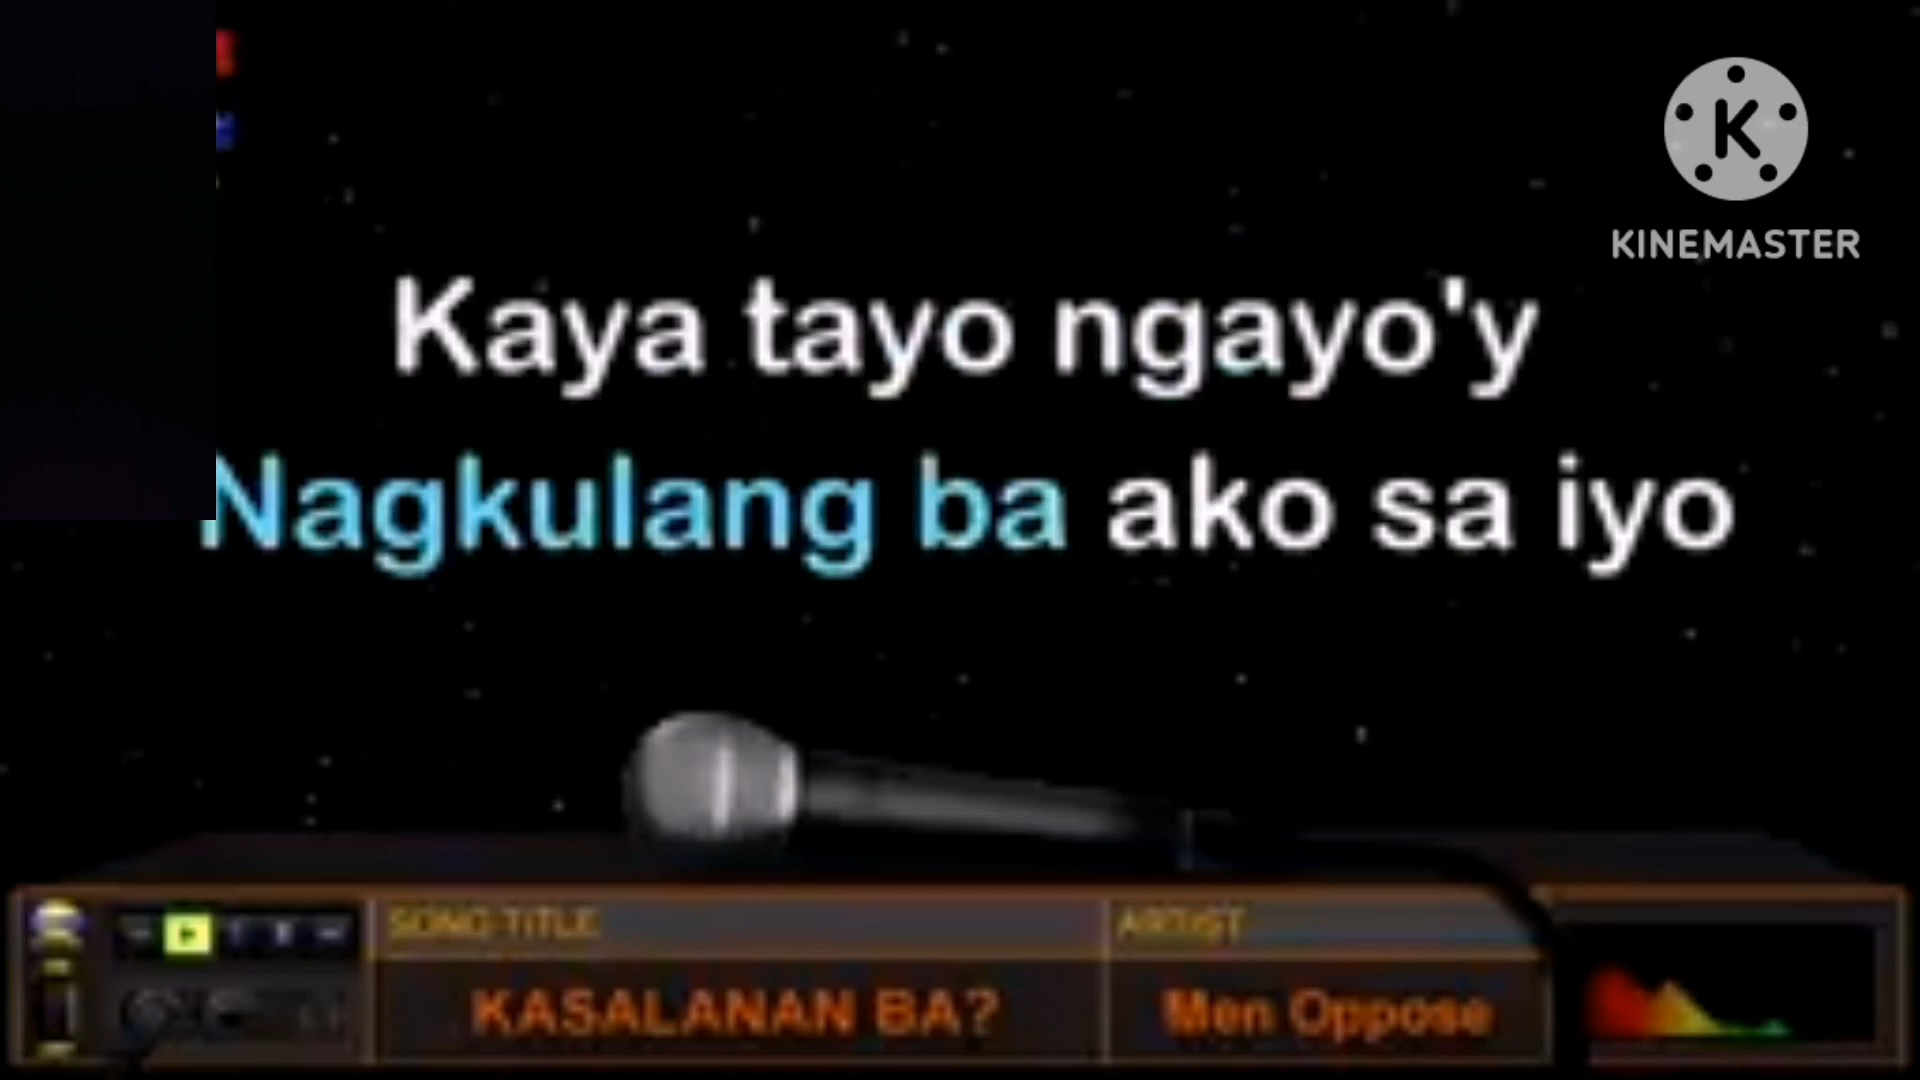 K
KINEMASTER
Kaya tayo ngayo'y
Nagkulang ba ako sa iyo
SONG TITLE
ARTIST
KASALANAN BA?
Men Oppose